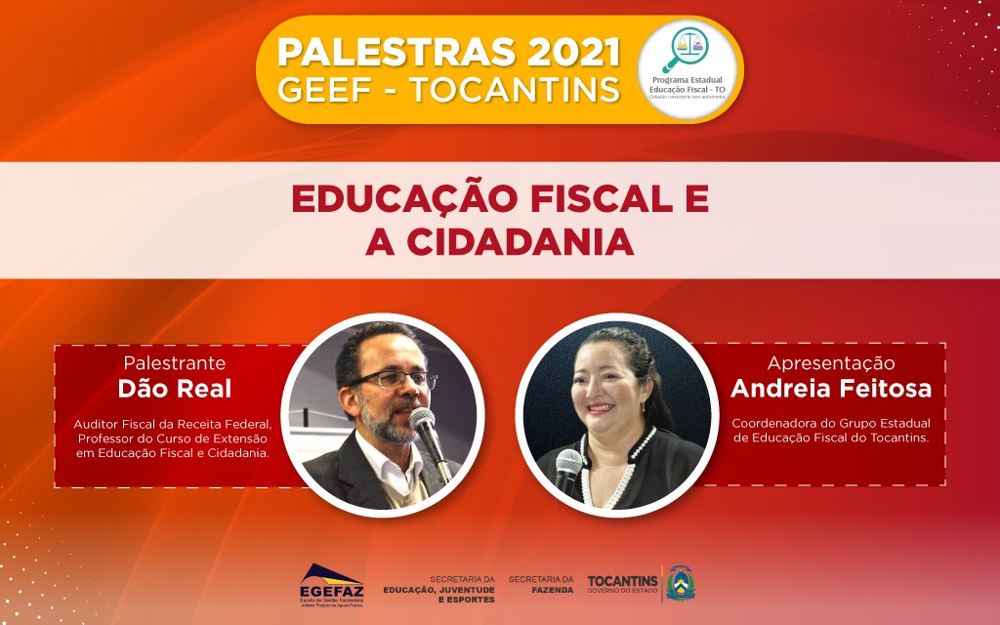 PALESTRAS 2021
GEEF - TOCANTINS
Programa Estadual
Educação Fiscal - TO
Cidadão consciente tem autonomia
EDUCAÇÃO FISCAL E
A CIDADANIA
Palestrante
Dão Real
Auditor Fiscal da Receita Federal,
Professor do Curso de Extensão
em Educação Fiscal e Cidadania.
Apresentação
Andreia Feitosa
Coordenadora do Grupo Estadual
de Educação Fiscal do Tocantins.
EGEFAZ
Escola de Gestão Fazendária
SECRETARIA DA
EDUCAÇÃO, JUVENTUDE
E ESPORTES
SECRETARIA DA
FAZENDA
TOCANTINS
GOVERNO DO ESTADO